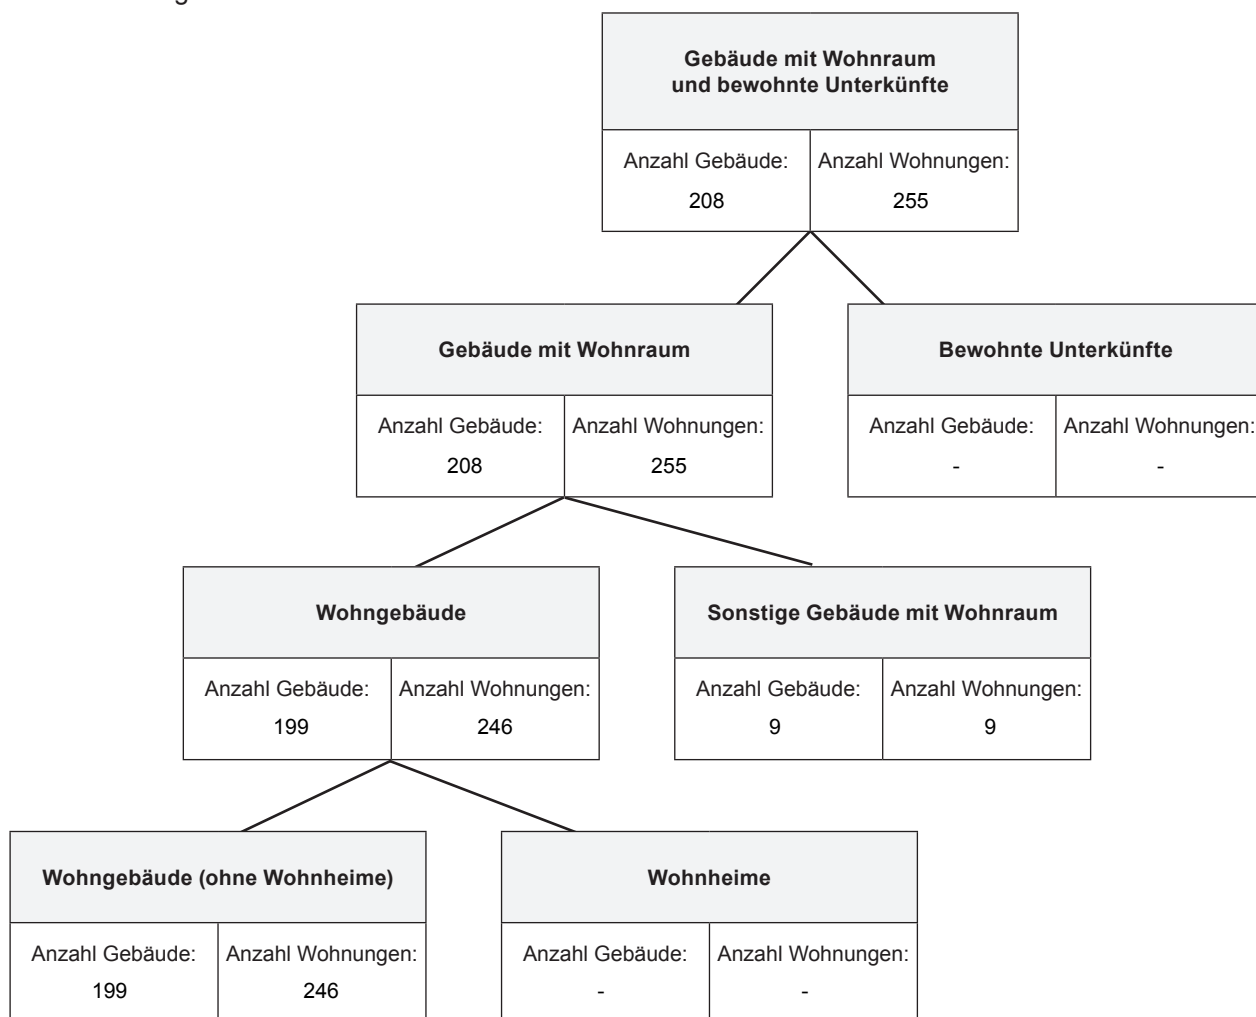 Gebäude mit Wohnraum
und bewohnte Unterkünfte
Anzahl Gebäude: Anzahl Wohnungen:
208 255
Gebäude mit Wohnraum
Anzahl Gebäude: Anzahl Wohnungen:
208 255
Bewohnte Unterkünfte
Anzahl Gebäude: Anzahl Wohnungen:
- -
Wohngebäude
Anzahl Gebäude: Anzahl Wohnungen:
199 246
Sonstige Gebäude mit Wohnraum
Anzahl Gebäude: Anzahl Wohnungen:
9 9
Wohngebäude (ohne Wohnheime)
Anzahl Gebäude: Anzahl Wohnungen:
199 246
Wohnheime
Anzahl Gebäude: Anzahl Wohnungen:
- -